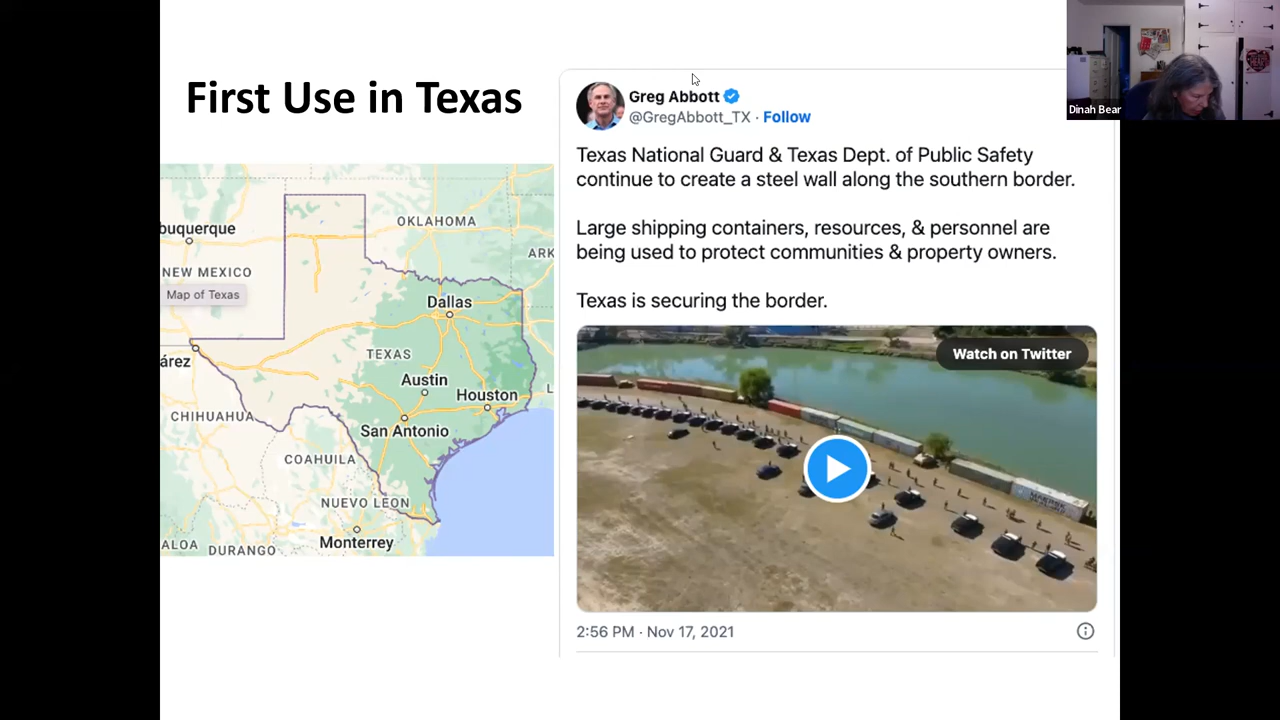 First Use in Texas
Greg Abbott
@GregAbbott_TX · Follow
Texas National Guard & Texas Dept. of Public Safety
continue to create a steel wall along the southern border.
Large shipping containers, resources, & personnel are
being used to protect communities & property owners.
Texas is securing the border.
Watch on Twitter
2:56 PM · Nov 17, 2021
Dinah Bear
buquerque
OKLAHOMA
ARK
NEW MEXICO
Map of Texas
Dallas
árez
TEXAS
Austin
Houston
L
CHIHUAHUA
San Antonio
COAHUILA
NUEVO LEON
Monterrey
ALOA
DURANGO
MAERSK